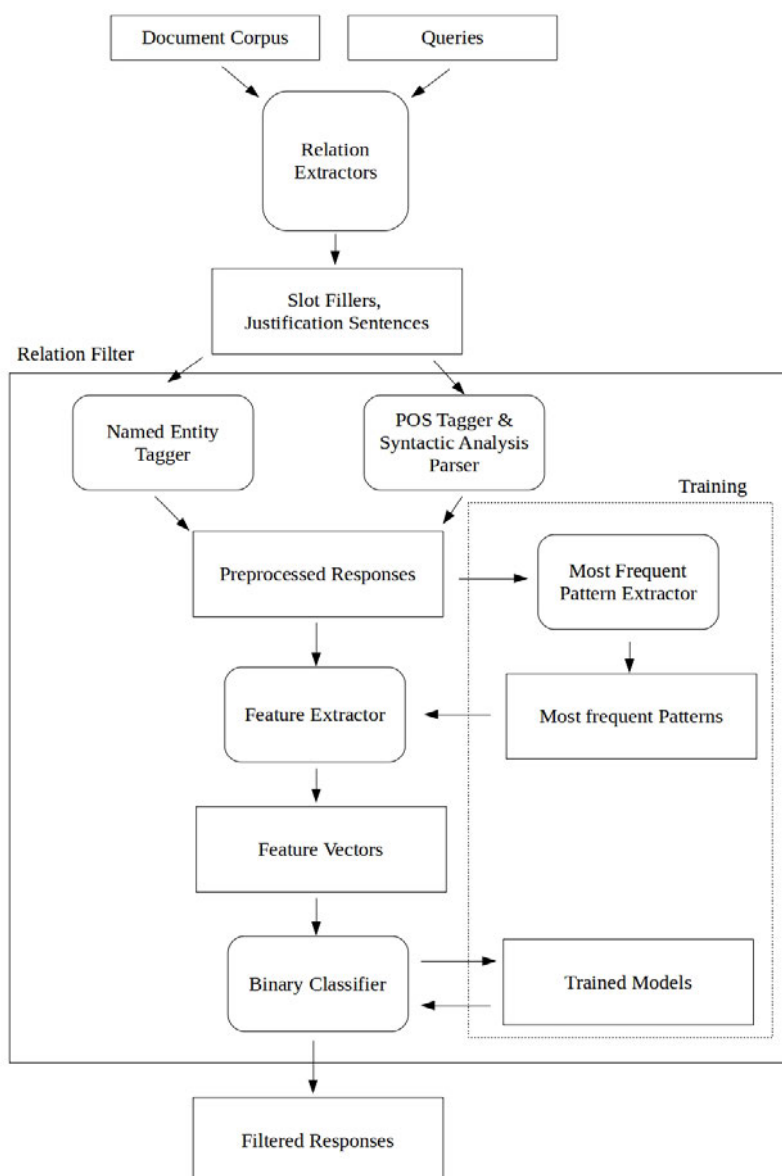 Document Corpus
Queries
Relation
Extractors
Slot Fillers,
Justification Sentences
Relation Filter
Named Entity
Tagger
POS Tagger &
Syntactic Analysis
Parser
Training
Preprocessed Responses
Most Frequent
Pattern Extractor
Feature Extractor
Most frequent Patterns
Feature Vectors
Binary Classifier
Trained Models
Filtered Responses